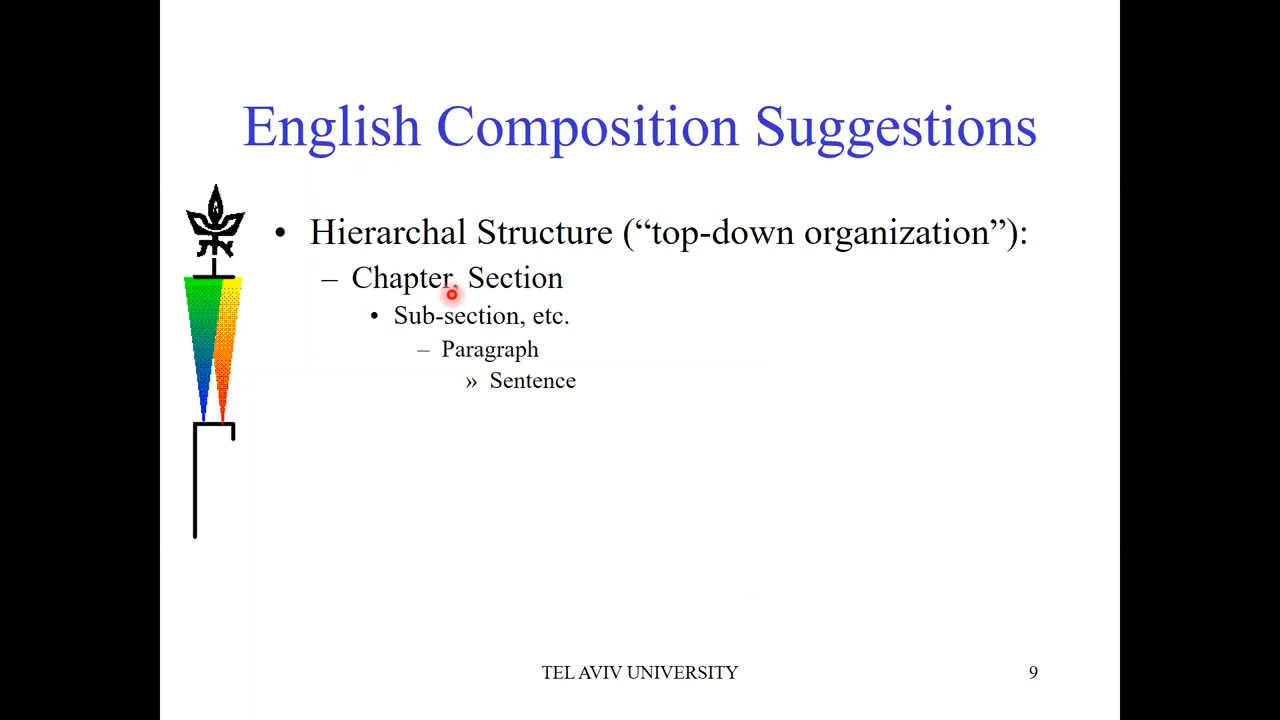 English Composition Suggestions
• Hierarchal Structure (“top-down organization”):
– Chapter, Section
• Sub-section, etc.
– Paragraph
» Sentence
TEL AVIV UNIVERSITY
9